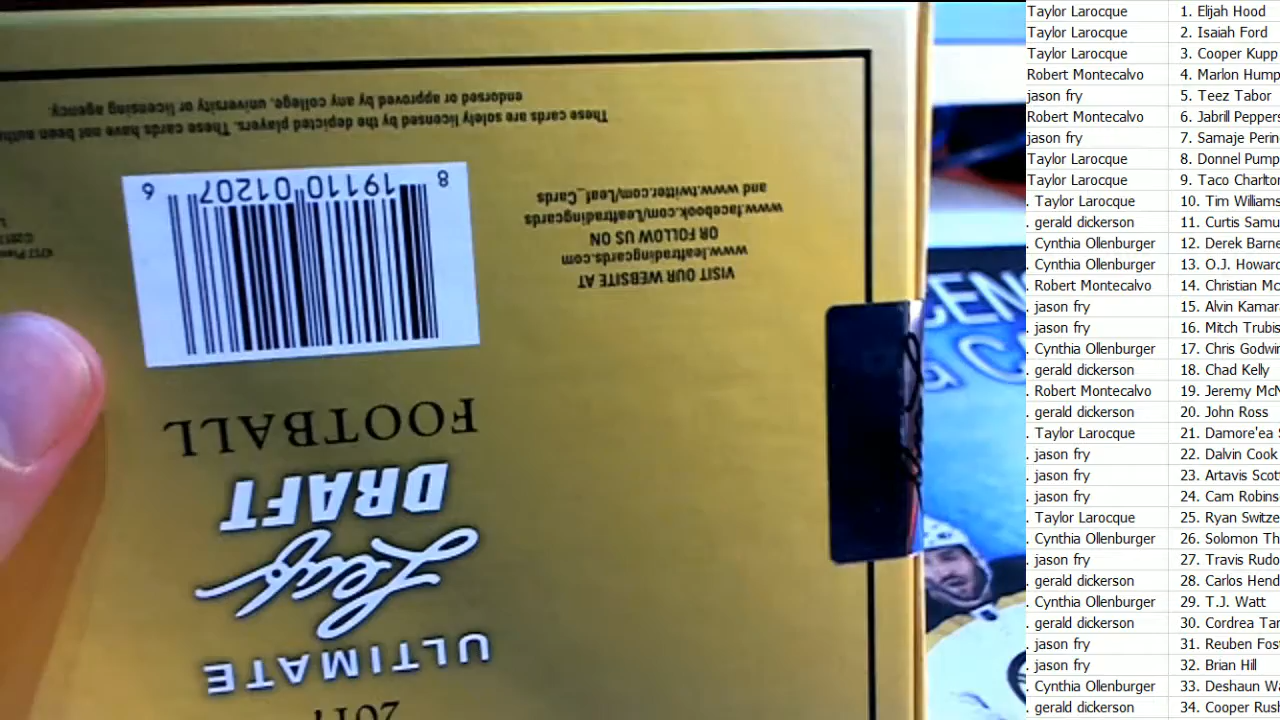 These cards are solely licensed by the depicted players. These cards have not been
endorsed or approved by any college, university or licensing agency.
VISIT OUR WEBSITE AT
www.leaftradingcards.com
OR FOLLOW US ON
www.facebook.com/Leaftradingcards
and www.twitter.com/Leaf_Cards
8 19110 01207 6
2017
ULTIMATE
Leaf
DRAFT
FOOTBALL
Taylor Larocque 1. Elijah Hood
Taylor Larocque 2. Isaiah Ford
Taylor Larocque 3. Cooper Kupp
Robert Montecalvo 4. Marlon Hump
jason fry 5. Teez Tabor
Robert Montecalvo 6. Jabrill Peppers
jason fry 7. Samaje Perin
Taylor Larocque 8. Donnel Pump
Taylor Larocque 9. Taco Charlton
. Taylor Larocque 10. Tim Williams
. gerald dickerson 11. Curtis Samu
. Cynthia Ollenburger 12. Derek Barne
. Cynthia Ollenburger 13. O.J. Howard
. Robert Montecalvo 14. Christian Mc
. jason fry 15. Alvin Kamar
. jason fry 16. Mitch Trubis
. Cynthia Ollenburger 17. Chris Godwi
. gerald dickerson 18. Chad Kelly
. Robert Montecalvo 19. Jeremy McN
. gerald dickerson 20. John Ross
. Taylor Larocque 21. Damore'ea S
. jason fry 22. Dalvin Cook
. jason fry 23. Artavis Scott
. jason fry 24. Cam Robins
. Taylor Larocque 25. Ryan Switze
. Cynthia Ollenburger 26. Solomon Th
. jason fry 27. Travis Rudo
. gerald dickerson 28. Carlos Hend
. Cynthia Ollenburger 29. T.J. Watt
. gerald dickerson 30. Cordrea Tan
. jason fry 31. Reuben Fost
. jason fry 32. Brian Hill
. Cynthia Ollenburger 33. Deshaun Wa
. gerald dickerson 34. Cooper Rush